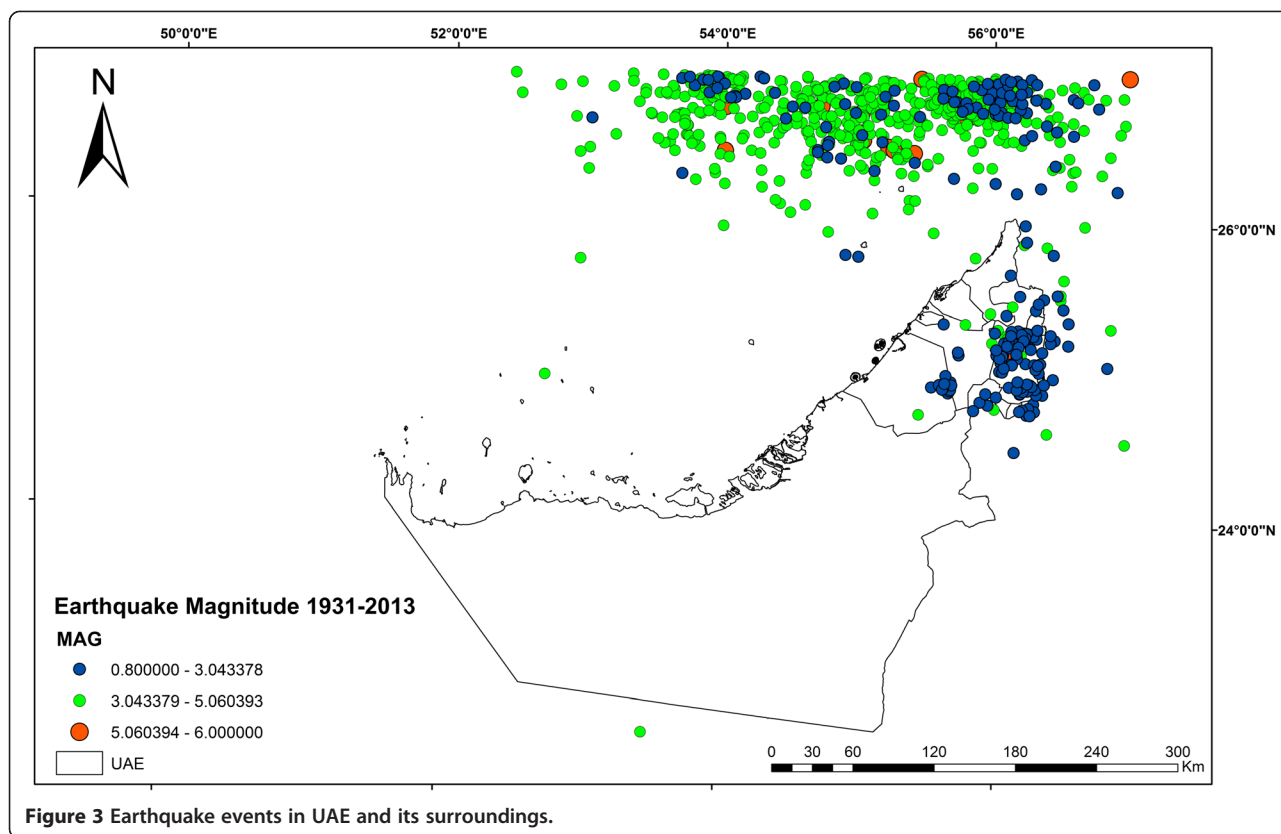 50°0'0"E 52°0'0"E 54°0'0"E 56°0'0"E
N
26°0'0"N
24°0'0"N
Earthquake Magnitude 1931-2013
MAG
0.800000 - 3.043378
3.043379 - 5.060393
5.060394 - 6.000000
UAE
0 30 60 120 180 240 300
Km
Figure 3 Earthquake events in UAE and its surroundings.